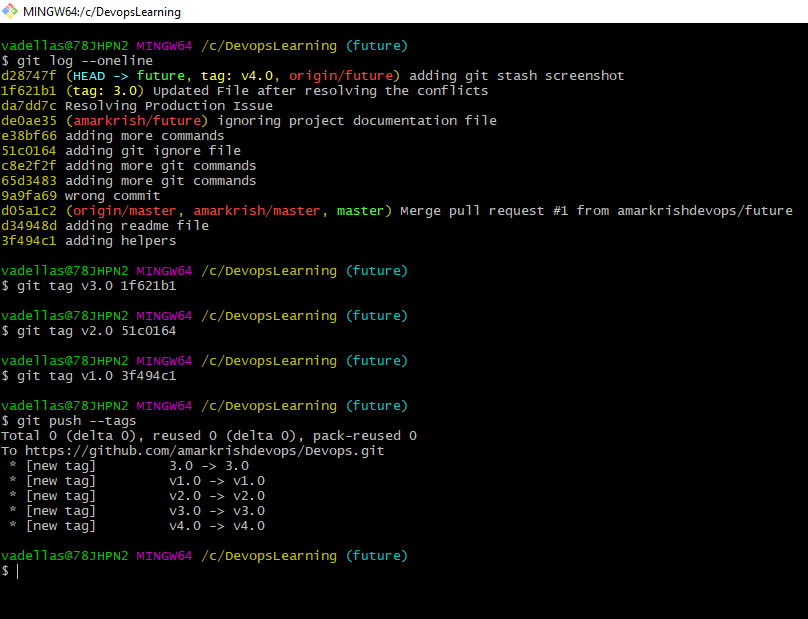 MINGW64:/c/DevopsLearning
vadellas@78JHPN2 MINGW64 /c/DevopsLearning (future)
$ git log --oneline
d28747f (HEAD -> future, tag: v4.0, origin/future) adding git stash screenshot
1f621b1 (tag: 3.0) Updated File after resolving the conflicts
da7dd7c Resolving Production Issue
de0ae35 (amarkrish/future) ignoring project documentation file
e38bf66 adding more commands
51c0164 adding git ignore file
c8e2f2f adding more git commands
65d3483 adding more git commands
9a9fa69 wrong commit
d05a1c2 (origin/master, amarkrish/master, master) Merge pull request #1 from amarkrishdevops/future
d34948d adding readme file
3f494c1 adding helpers
vadellas@78JHPN2 MINGW64 /c/DevopsLearning (future)
$ git tag v3.0 1f621b1
vadellas@78JHPN2 MINGW64 /c/DevopsLearning (future)
$ git tag v2.0 51c0164
vadellas@78JHPN2 MINGW64 /c/DevopsLearning (future)
$ git tag v1.0 3f494c1
vadellas@78JHPN2 MINGW64 /c/DevopsLearning (future)
$ git push --tags
Total 0 (delta 0), reused 0 (delta 0), pack-reused 0
To https://github.com/amarkrishdevops/Devops.git
 * [new tag]         3.0 -> 3.0
 * [new tag]         v1.0 -> v1.0
 * [new tag]         v2.0 -> v2.0
 * [new tag]         v3.0 -> v3.0
 * [new tag]         v4.0 -> v4.0
vadellas@78JHPN2 MINGW64 /c/DevopsLearning (future)
$